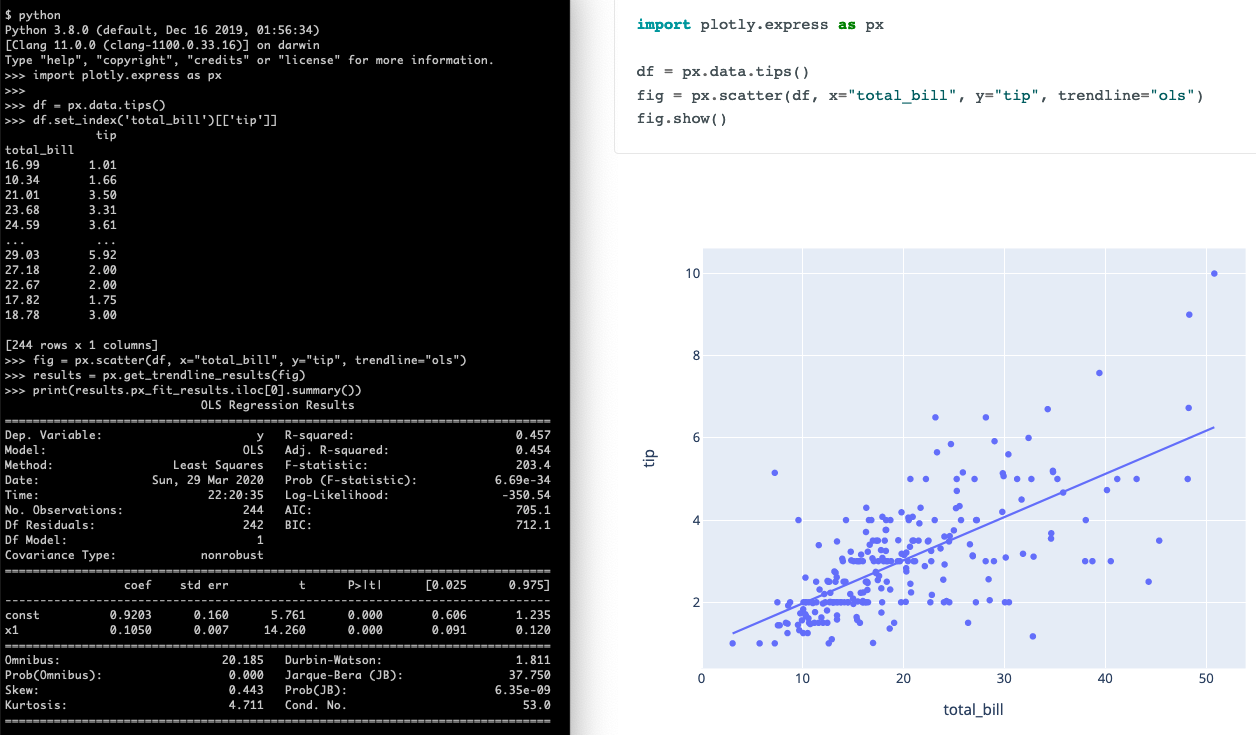 $ python
Python 3.8.0 (default, Dec 16 2019, 01:56:34)
[Clang 11.0.0 (clang-1100.0.33.16)] on darwin
Type "help", "copyright", "credits" or "license" for more information.
>>> import plotly.express as px
>>>
>>> df = px.data.tips()
>>> df.set_index('total_bill')[['tip']]
             tip
total_bill
16.99       1.01
10.34       1.66
21.01       3.50
23.68       3.31
24.59       3.61
...          ...
29.03       5.92
27.18       2.00
22.67       2.00
17.82       1.75
18.78       3.00
[244 rows x 1 columns]
>>> fig = px.scatter(df, x="total_bill", y="tip", trendline="ols")
>>> results = px.get_trendline_results(fig)
>>> print(results.px_fit_results.iloc[0].summary())
                            OLS Regression Results
==============================================================================
Dep. Variable:                      y   R-squared:                       0.457
Model:                            OLS   Adj. R-squared:                  0.454
Method:                 Least Squares   F-statistic:                     203.4
Date:                Sun, 29 Mar 2020   Prob (F-statistic):           6.69e-34
Time:                        22:20:35   Log-Likelihood:                -350.54
No. Observations:                 244   AIC:                             705.1
Df Residuals:                     242   BIC:                             712.1
Df Model:                           1
Covariance Type:            nonrobust
==============================================================================
                 coef    std err          t      P>|t|      [0.025      0.975]
------------------------------------------------------------------------------
const          0.9203      0.160      5.761      0.000       0.606       1.235
x1             0.1050      0.007     14.260      0.000       0.091       0.120
==============================================================================
Omnibus:                       20.185   Durbin-Watson:                   1.811
Prob(Omnibus):                  0.000   Jarque-Bera (JB):               37.750
Skew:                           0.443   Prob(JB):                     6.35e-09
Kurtosis:                       4.711   Cond. No.                         53.0
==============================================================================
import plotly.express as px
df = px.data.tips()
fig = px.scatter(df, x="total_bill", y="tip", trendline="ols")
fig.show()
10
8
6
tip
4
2
0 10 20 30 40 50
total_bill